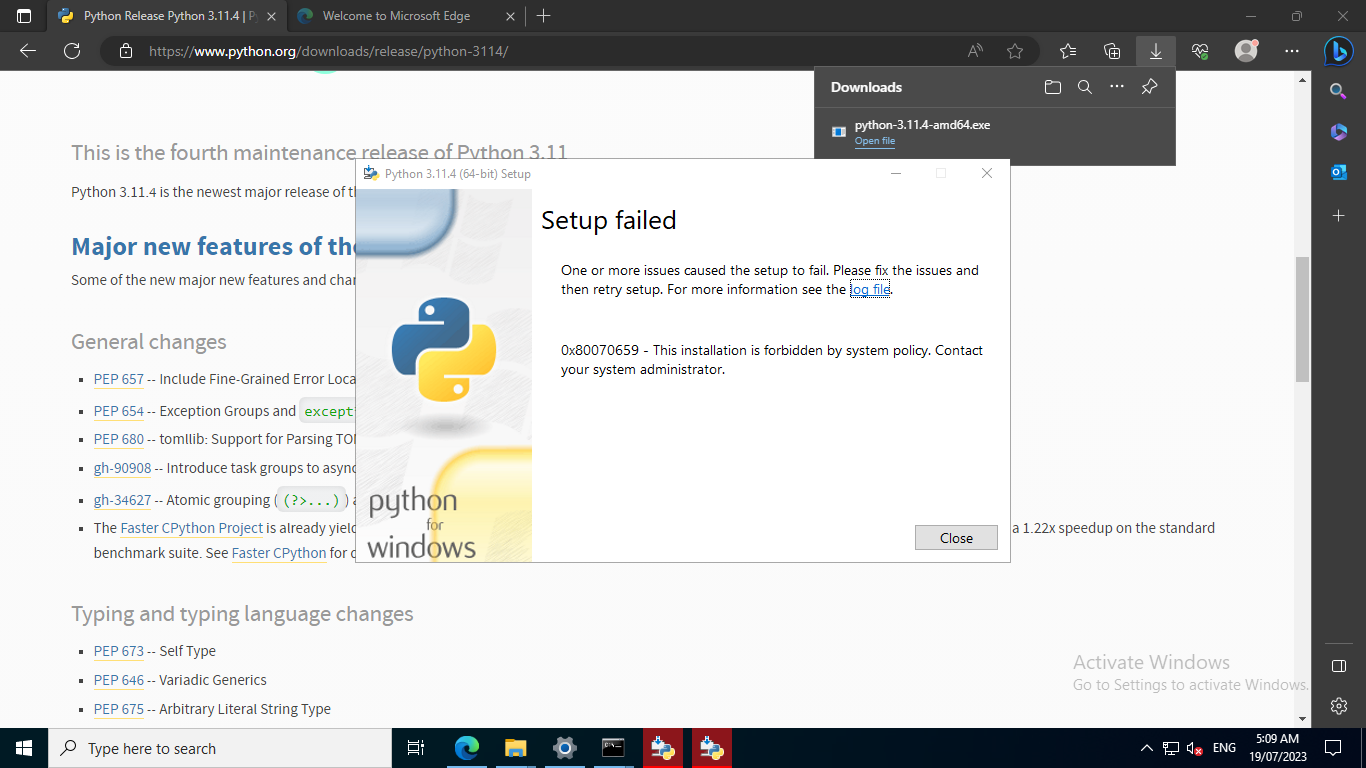 Python Release Python 3.11.4 | P
Welcome to Microsoft Edge
https://www.python.org/downloads/release/python-3114/
Downloads
python-3.11.4-amd64.exe
Open file
This is the fourth maintenance release of Python 3.11
Python 3.11.4 is the newest major release of t
Major new features of the
Some of the new major new features and cha
General changes
PEP 657 -- Include Fine-Grained Error Loca
PEP 654 -- Exception Groups and except
PEP 680 -- tomllib: Support for Parsing TO
gh-90908 -- Introduce task groups to async
gh-34627 -- Atomic grouping ((?>...)) a
The Faster CPython Project is already yield
a 1.22x speedup on the standard
benchmark suite. See Faster CPython for d
Python 3.11.4 (64-bit) Setup
Setup failed
One or more issues caused the setup to fail. Please fix the issues and
then retry setup. For more information see the log file.
0x80070659 - This installation is forbidden by system policy. Contact
your system administrator.
python
for
windows
Close
Typing and typing language changes
PEP 673 -- Self Type
PEP 646 -- Variadic Generics
PEP 675 -- Arbitrary Literal String Type
Activate Windows
Go to Settings to activate Windows.
Type here to search
ENG
5:09 AM
19/07/2023